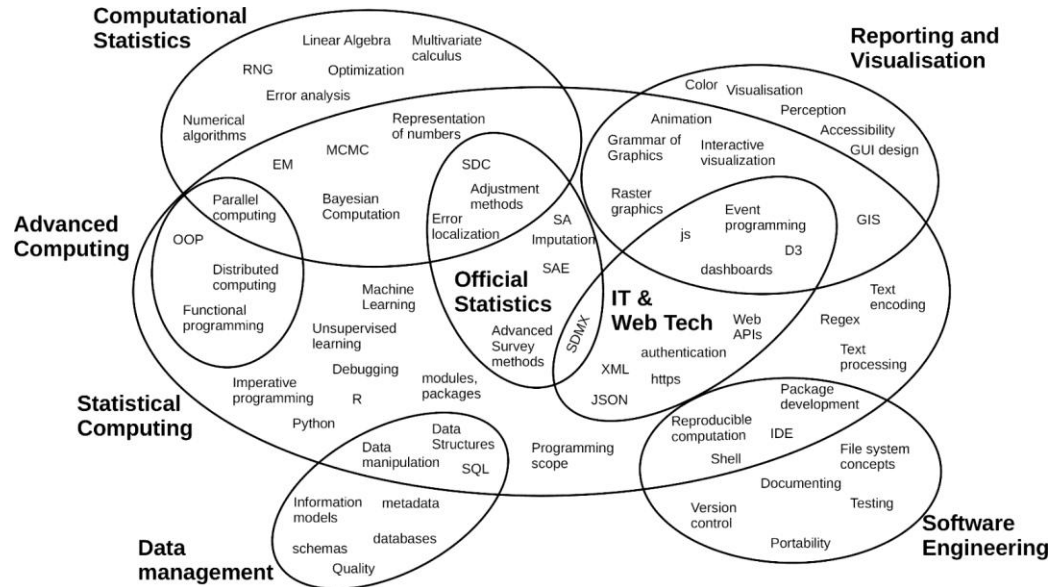 Computational
Statistics
Linear Algebra
Multivariate
calculus
RNG
Optimization
Error analysis
Numerical
algorithms
Representation
of numbers
MCMC
EM
Bayesian
Computation
Reporting and
Visualisation
Color
Visualisation
Perception
Accessibility
GUI design
Animation
Grammar of
Graphics
Interactive
visualization
Raster
graphics
GIS
Event
programming
js
D3
dashboards
Advanced
Computing
Parallel
computing
OOP
Distributed
computing
Functional
programming
SDC
Adjustment
methods
Error
localization
SA
Imputation
SAE
Official
Statistics
Advanced
Survey
methods
SDMX
IT &
Web Tech
Web
APIs
authentication
XML
https
JSON
Text
encoding
Regex
Text
processing
Machine
Learning
Unsupervised
learning
Debugging
Imperative
programming
R
modules,
packages
Python
Statistical
Computing
Programming
scope
Data
Structures
Data
manipulation
SQL
Information
models
metadata
databases
schemas
Quality
Data
management
Package
development
Reproducible
computation
IDE
Shell
File system
concepts
Documenting
Testing
Version
control
Portability
Software
Engineering